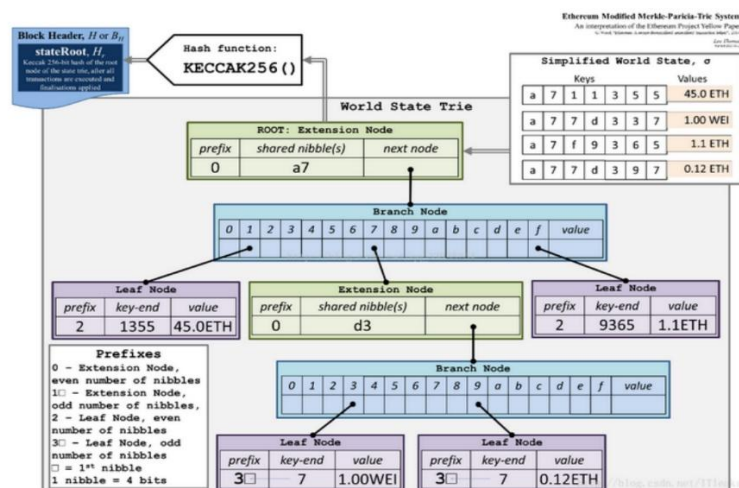 Ethereum Modified Merkle-Paricia-Trie System
An interpretation of the Ethereum Project Yellow Paper
Block Header, H or B_H
stateRoot, H_r
Keccak 256-bit hash of the root
node of the state trie, after all
transactions are executed and
finalisations applied
Hash function:
KECCAK256()
Simplified World State, σ
Keys Values
a 7 1 1 3 5 5 45.0 ETH
a 7 7 d 3 3 7 1.00 WEI
a 7 f 9 3 6 5 1.1 ETH
a 7 7 d 3 9 7 0.12 ETH
World State Trie
ROOT: Extension Node
prefix shared nibble(s) next node
0 a7
Branch Node
0 1 2 3 4 5 6 7 8 9 a b c d e f value
Leaf Node
prefix key-end value
2 1355 45.0ETH
Extension Node
prefix shared nibble(s) next node
0 d3
Leaf Node
prefix key-end value
2 9365 1.1ETH
Prefixes
0 - Extension Node,
even number of nibbles
1□ - Extension Node,
odd number of nibbles,
2 - Leaf Node, even
number of nibbles
3□ - Leaf Node, odd
number of nibbles
□ = 1st nibble
1 nibble = 4 bits
Branch Node
0 1 2 3 4 5 6 7 8 9 a b c d e f value
Leaf Node
prefix key-end value
3□ 7 1.00WEI
Leaf Node
prefix key-end value
3□ 7 0.12ETH